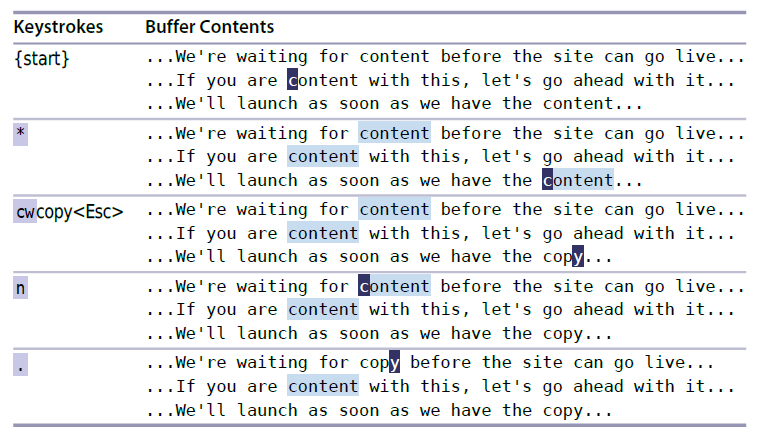 Keystrokes Buffer Contents
{start} ...We're waiting for content before the site can go live...
...If you are content with this, let's go ahead with it...
...We'll launch as soon as we have the content...
* ...We're waiting for content before the site can go live...
...If you are content with this, let's go ahead with it...
...We'll launch as soon as we have the content...
cwcopy<Esc> ...We're waiting for content before the site can go live...
...If you are content with this, let's go ahead with it...
...We'll launch as soon as we have the copy...
n ...We're waiting for content before the site can go live...
...If you are content with this, let's go ahead with it...
...We'll launch as soon as we have the copy...
. ...We're waiting for copy before the site can go live...
...If you are content with this, let's go ahead with it...
...We'll launch as soon as we have the copy...